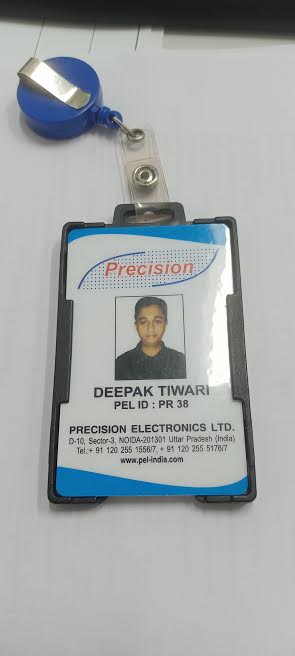 Precision
DEEPAK TIWARI
PEL ID : PR 38
PRECISION ELECTRONICS LTD.
D-10, Sector-3, NOIDA-201301 Uttar Pradesh (India)
Tel.:+ 91 120 255 1556/7, + 91 120 255 5176/7
www.pel-india.com